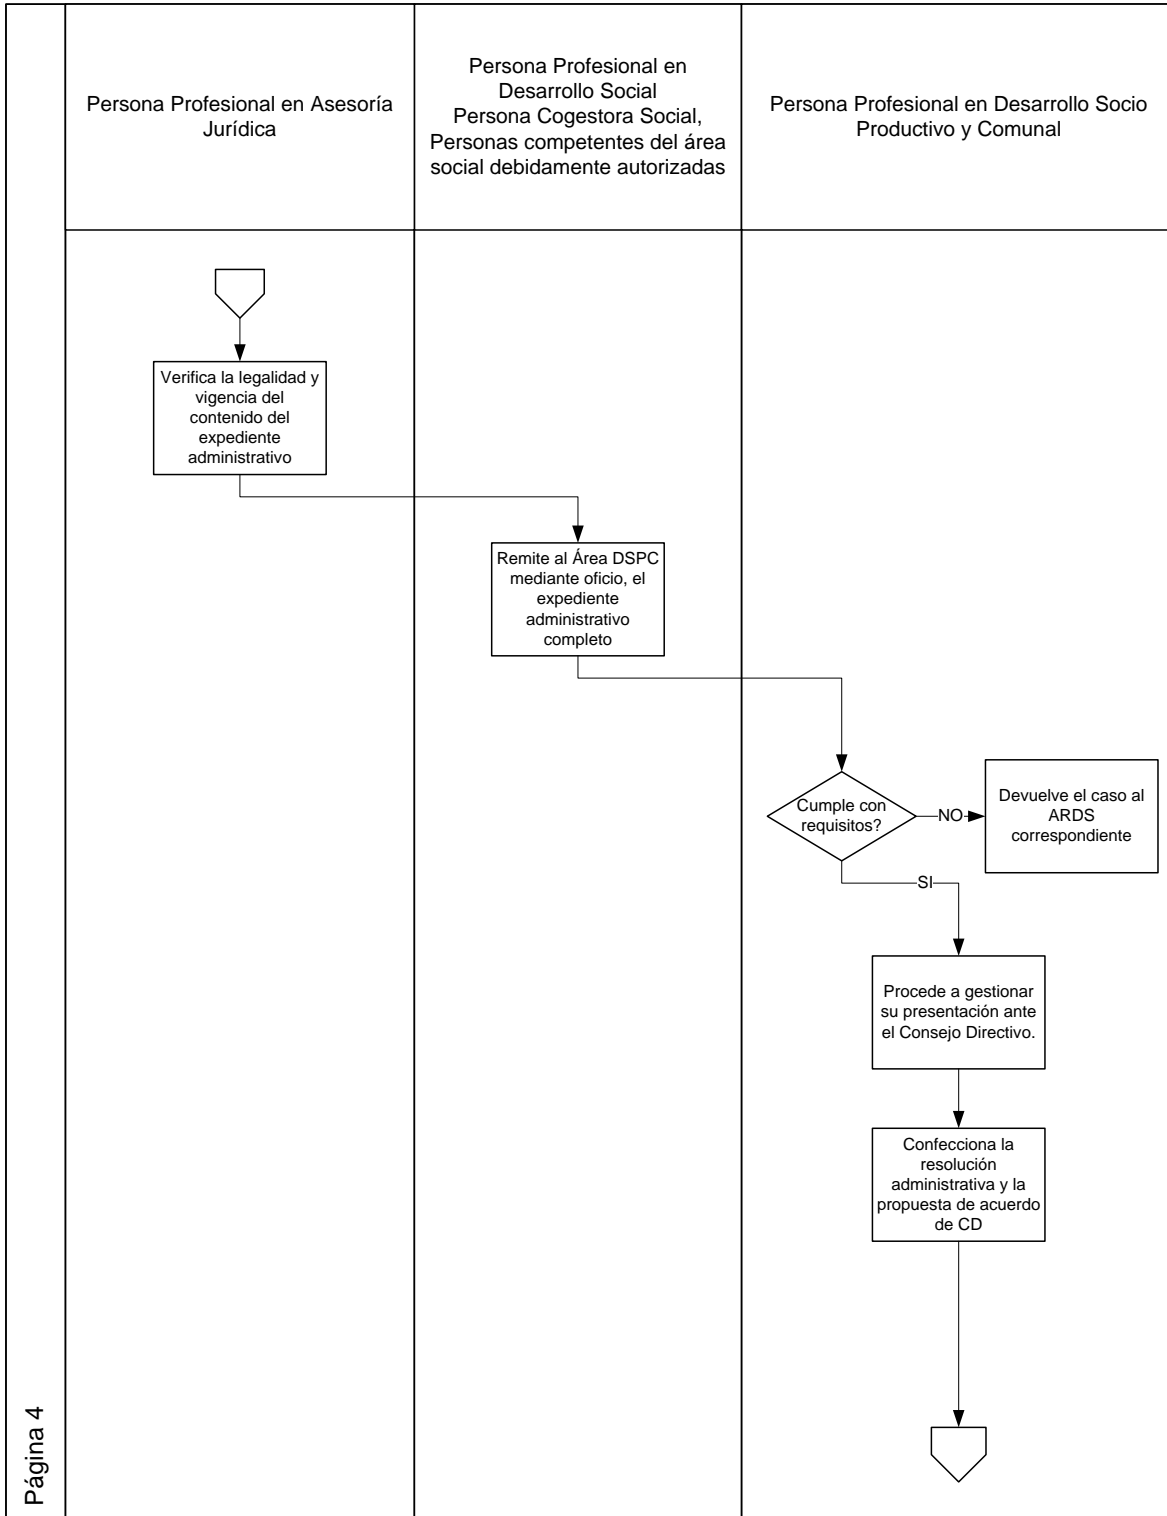 Persona Profesional en Asesoría
Jurídica
Persona Profesional en
Desarrollo Social
Persona Cogestora Social,
Personas competentes del área
social debidamente autorizadas
Persona Profesional en Desarrollo Socio
Productivo y Comunal
Verifica la legalidad y
vigencia del
contenido del
expediente
administrativo
Remite al Área DSPC
mediante oficio, el
expediente
administrativo
completo
Cumple con
requisitos?
NO
Devuelve el caso al
ARDS
correspondiente
SI
Procede a gestionar
su presentación ante
el Consejo Directivo.
Confecciona la
resolución
administrativa y la
propuesta de acuerdo
de CD
Página 4